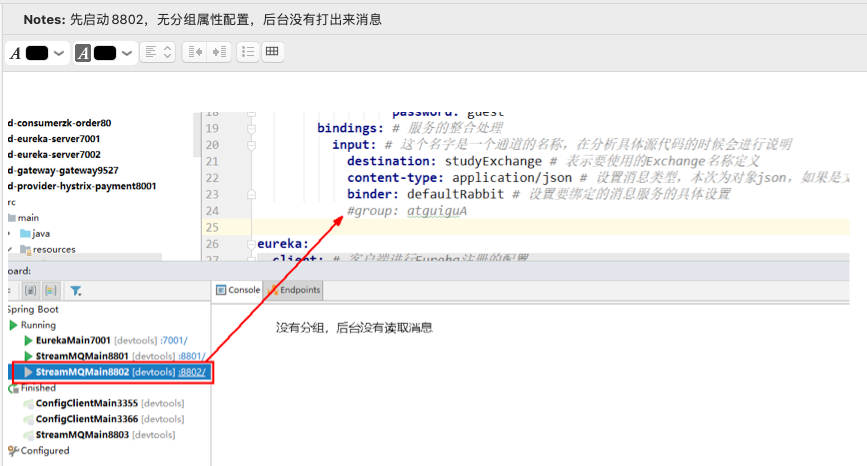 Notes: 先启动8802，无分组属性配置，后台没有打出来消息
A A
d-consumerzk-order80
d-eureka-server7001
d-eureka-server7002
d-gateway-gateway9527
d-provider-hystrix-payment8001
rc
main
java
resources
18 password: guest
19 bindings: # 服务的整合处理
20 input: # 这个名字是一个通道的名称，在分析具体源代码的时候会进行说明
21 destination: studyExchange # 表示要使用的Exchange名称定义
22 content-type: application/json # 设置消息类型，本次为对象json，如果是文
23 binder: defaultRabbit # 设置要绑定的消息服务的具体设置
24 #group: atguiguA
25
26 eureka:
27 client: # 客户端进行Eureka注册的配置
oard:
Console Endpoints
Spring Boot
Running
EurekaMain7001 [devtools] :7001/
StreamMQMain8801 [devtools] :8801/
StreamMQMain8802 [devtools] :8802/
Finished
ConfigClientMain3355 [devtools]
ConfigClientMain3366 [devtools]
StreamMQMain8803 [devtools]
Configured
没有分组，后台没有读取消息